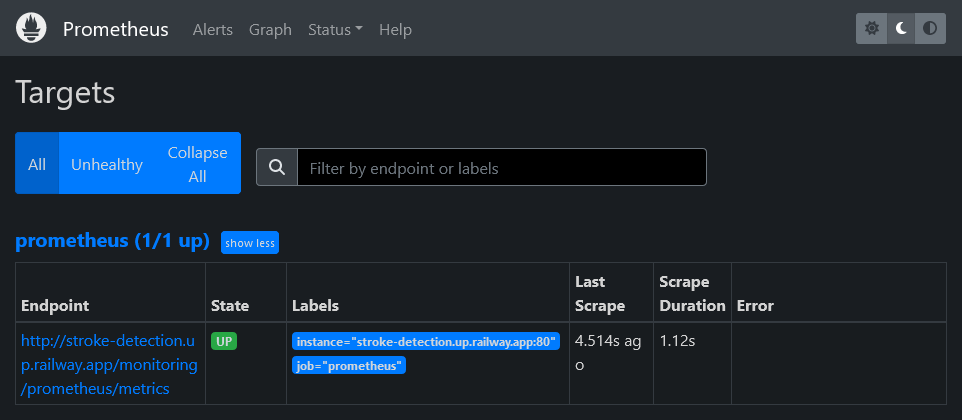 Prometheus Alerts Graph Status Help
Targets
All Unhealthy Collapse
All
Filter by endpoint or labels
prometheus (1/1 up) show less
Endpoint State Labels Last
Scrape Scrape
Duration Error
http://stroke-detection.u
p.railway.app/monitoring
/prometheus/metrics
UP
instance="stroke-detection.up.railway.app:80"
job="prometheus"
4.514s ag
o
1.12s